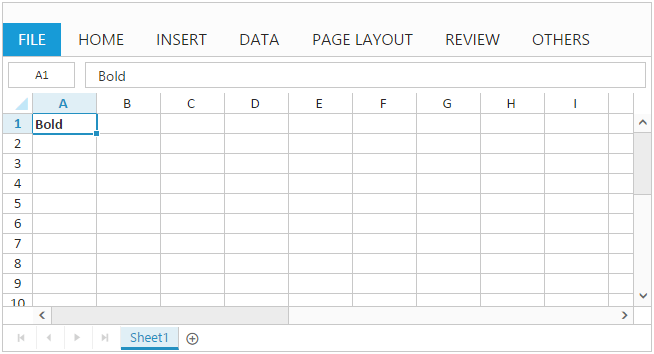 FILE HOME INSERT DATA PAGE LAYOUT REVIEW OTHERS
A1 Bold
A B C D E F G H I
1 Bold
2
3
4
5
6
7
8
9
10
Sheet1